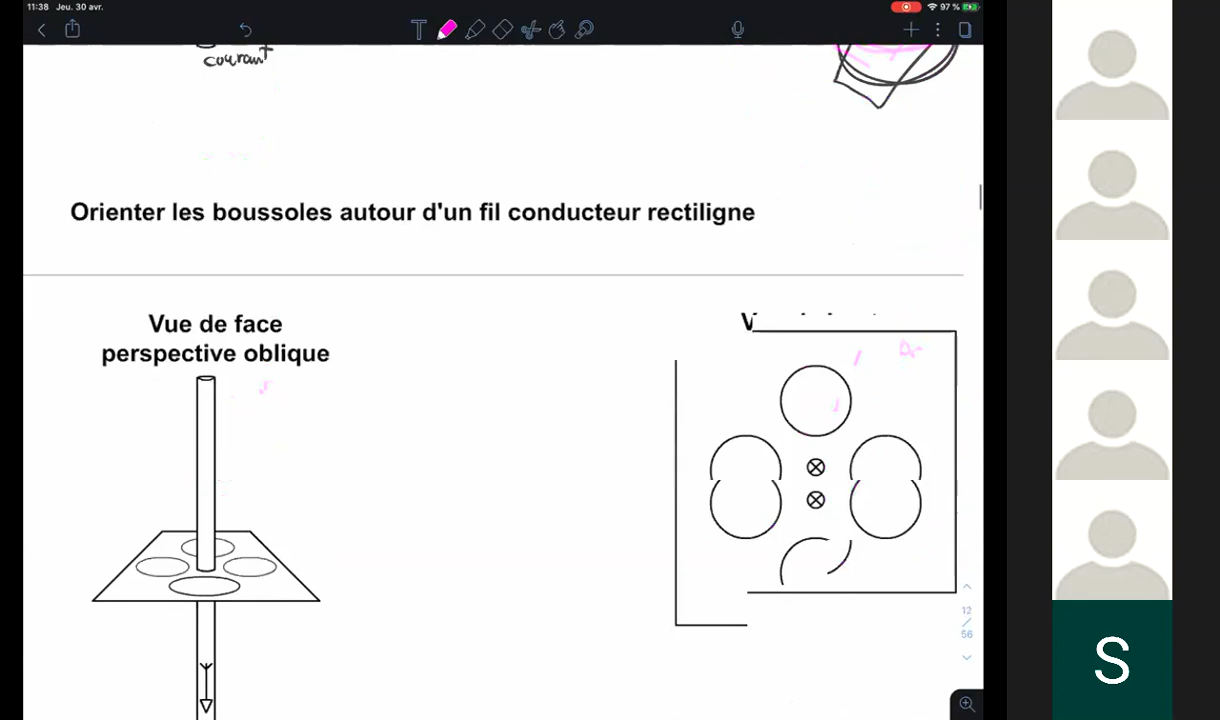 11:38 Jeu. 30 avr.
97 %
T
courant
Orienter les boussoles autour d'un fil conducteur rectiligne
Vue de face
perspective oblique
12
/
56
S